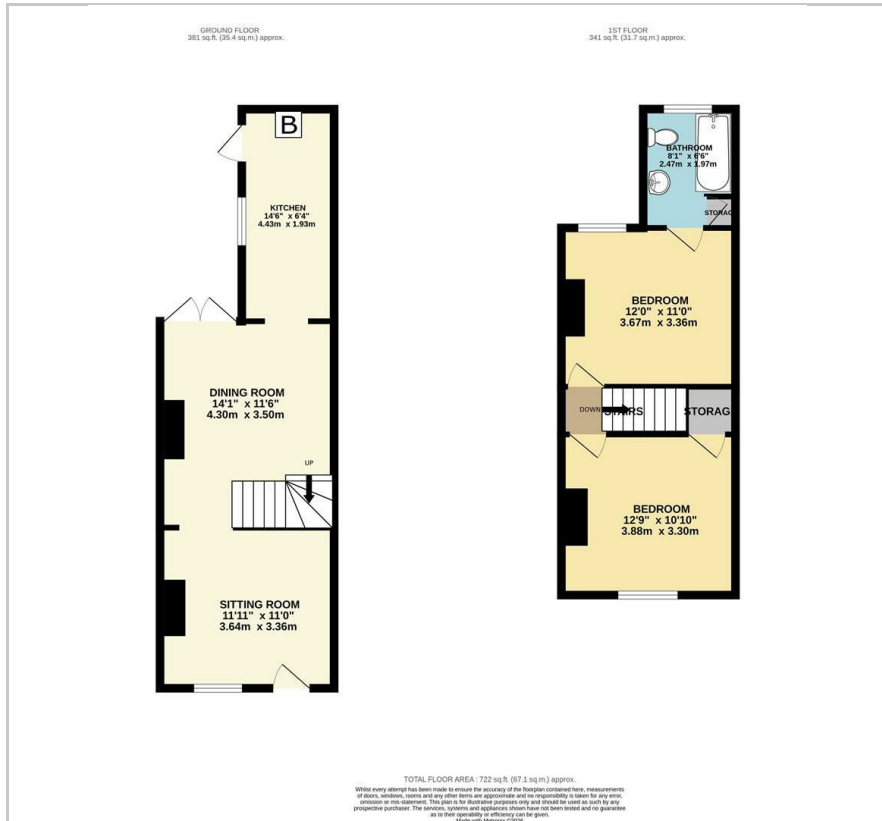 GROUND FLOOR
381 sq.ft. (35.4 sq.m.) approx.
1ST FLOOR
341 sq.ft. (31.7 sq.m.) approx.
B
KITCHEN
14'6" x 6'4"
4.43m x 1.93m
DINING ROOM
14'1" x 11'6"
4.30m x 3.50m
UP
SITTING ROOM
11'11" x 11'0"
3.64m x 3.36m
BATHROOM
8'1" x 6'6"
2.47m x 1.97m
STORAG
BEDROOM
12'0" x 11'0"
3.67m x 3.36m
DOWN
STAIRS
STORAG
BEDROOM
12'9" x 10'10"
3.88m x 3.30m
TOTAL FLOOR AREA : 722 sq.ft. (67.1 sq.m.) approx.
Whilst every attempt has been made to ensure the accuracy of the floorplan contained here, measurements
of doors, windows, rooms and any other items are approximate and no responsibility is taken for any error,
omission or mis-statement. This plan is for illustrative purposes only and should be used as such by any
prospective purchaser. The services, systems and appliances shown have not been tested and no guarantee
as to their operability or efficiency can be given.
Made with Metropix ©2026